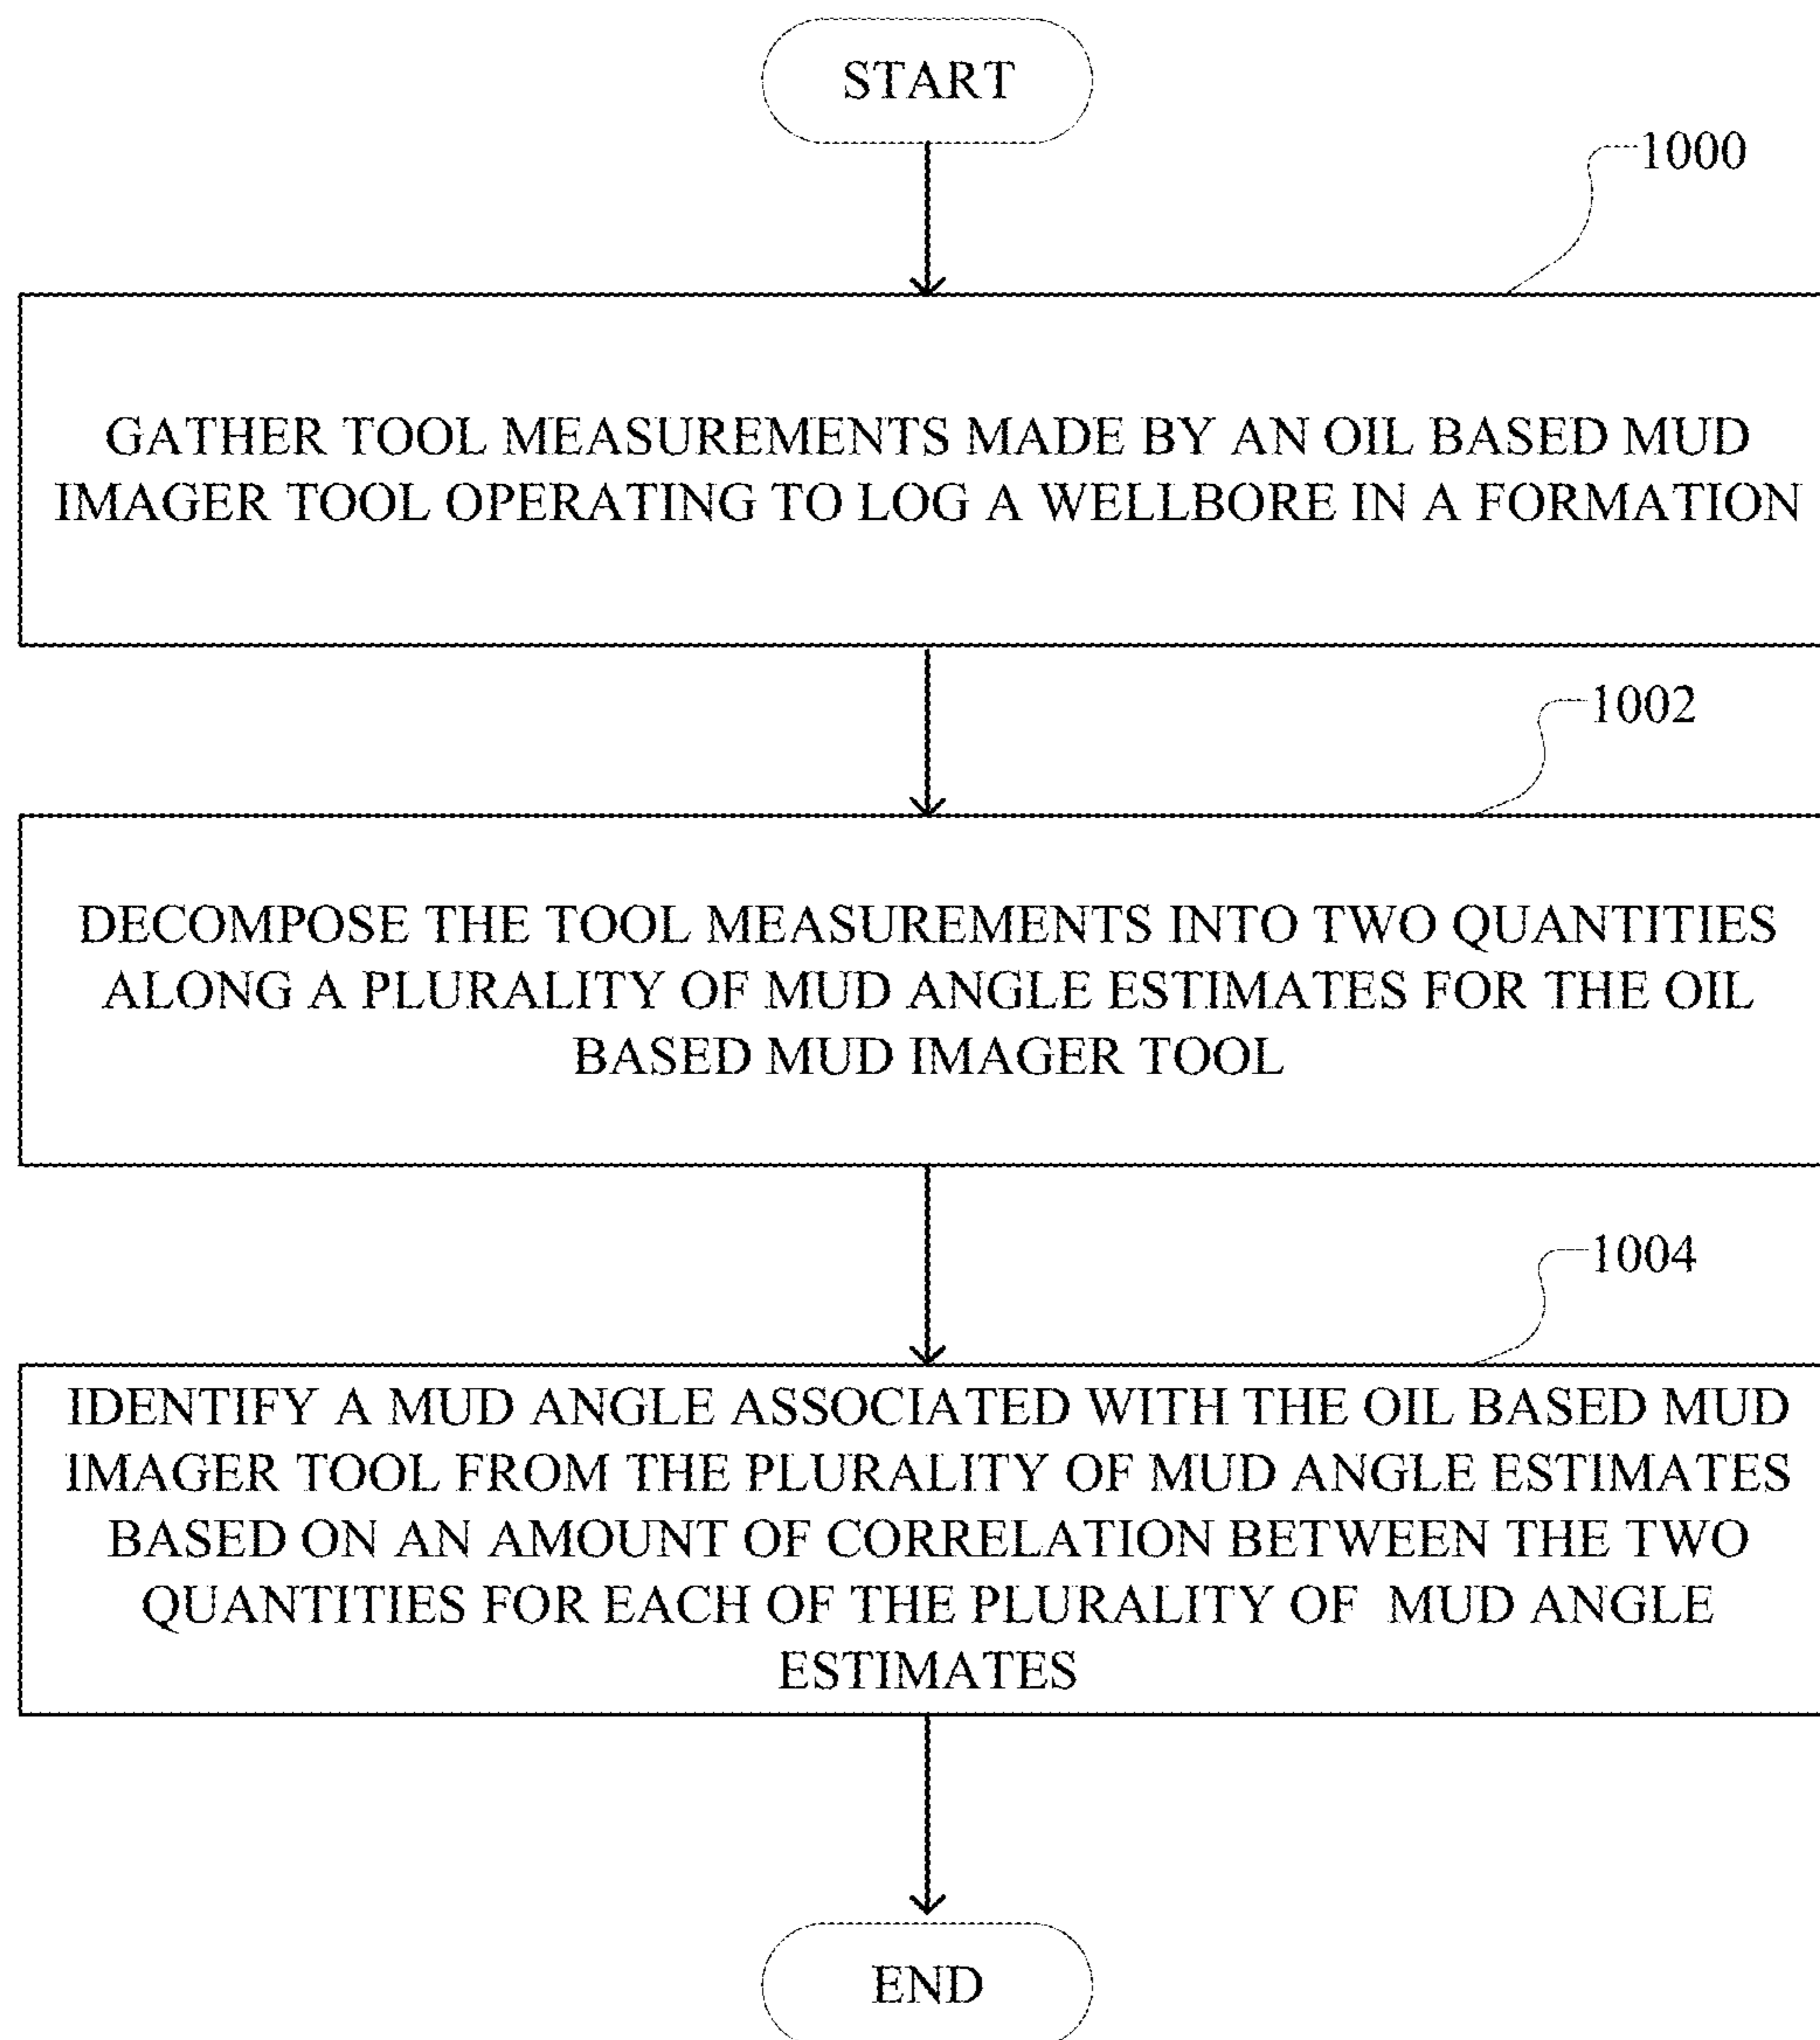 START
1000
GATHER TOOL MEASUREMENTS MADE BY AN OIL BASED MUD
IMAGER TOOL OPERATING TO LOG A WELLBORE IN A FORMATION
1002
DECOMPOSE THE TOOL MEASUREMENTS INTO TWO QUANTITIES
ALONG A PLURALITY OF MUD ANGLE ESTIMATES FOR THE OIL
BASED MUD IMAGER TOOL
1004
IDENTIFY A MUD ANGLE ASSOCIATED WITH THE OIL BASED MUD
IMAGER TOOL FROM THE PLURALITY OF MUD ANGLE ESTIMATES
BASED ON AN AMOUNT OF CORRELATION BETWEEN THE TWO
QUANTITIES FOR EACH OF THE PLURALITY OF MUD ANGLE
ESTIMATES
END